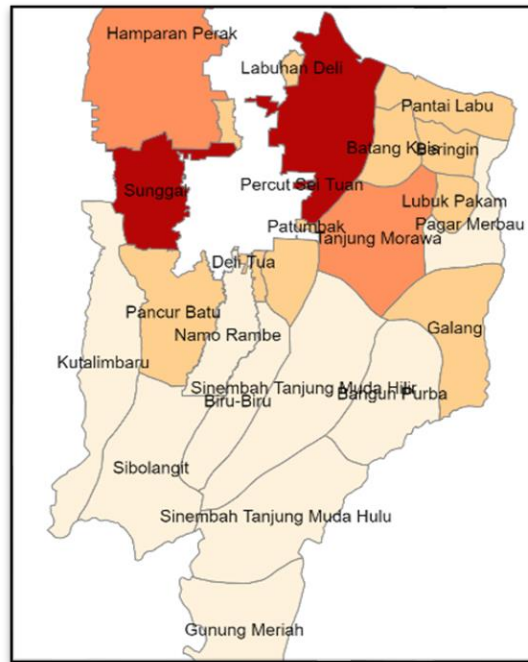 Hamparan Perak
Labuhan Deli
Pantai Labu
Batang Kuis
Beringin
Sunggal
Percut Sei Tuan
Lubuk Pakam
Patumbak
Pagar Merbau
Tanjung Morawa
Deli Tua
Pancur Batu
Namo Rambe
Galang
Kutalimbaru
Sinembah Tanjung Muda Hilir
Bangun Purba
Biru-Biru
Sibolangit
Sinembah Tanjung Muda Hulu
Gunung Meriah